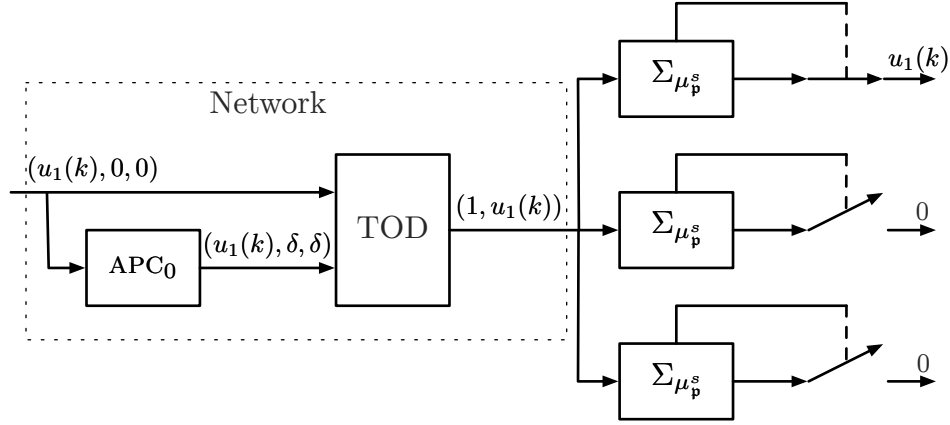 Σ_{μ_𝔭^s}
u₁(k)
Network
(u₁(k), 0, 0)
TOD
(1, u₁(k))
Σ_{μ_𝔭^s}
0
APC₀
(u₁(k), δ, δ)
Σ_{μ_𝔭^s}
0